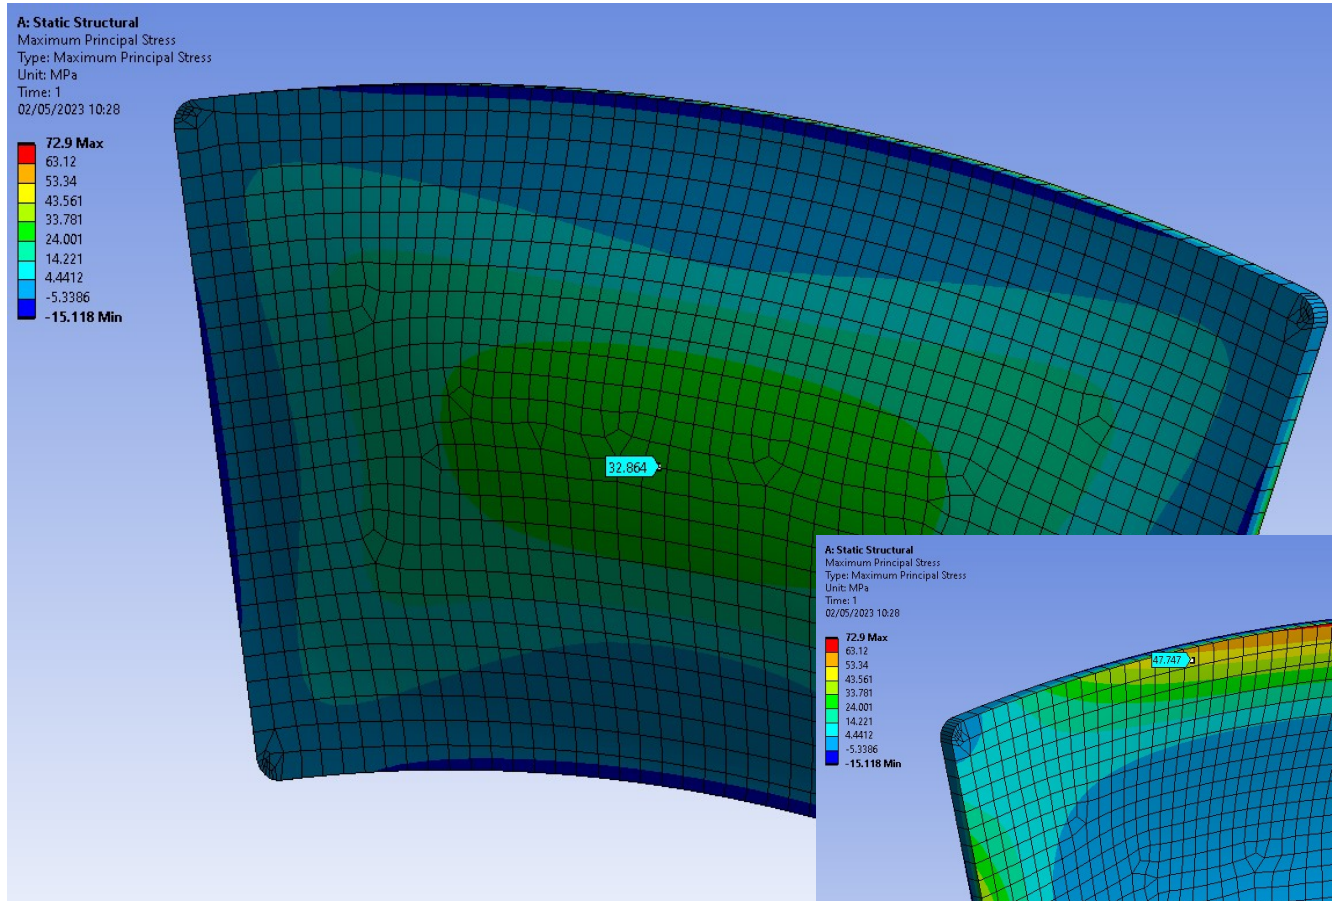 A: Static Structural
Maximum Principal Stress
Type: Maximum Principal Stress
Unit: MPa
Time: 1
02/05/2023 10:28
72.9 Max
63.12
53.34
43.561
33.781
24.001
14.221
4.4412
-5.3386
-15.118 Min
32.864
A: Static Structural
Maximum Principal Stress
Type: Maximum Principal Stress
Unit: MPa
Time: 1
02/05/2023 10:28
72.9 Max
63.12
53.34
43.561
33.781
24.001
14.221
4.4412
-5.3386
-15.118 Min
47.747